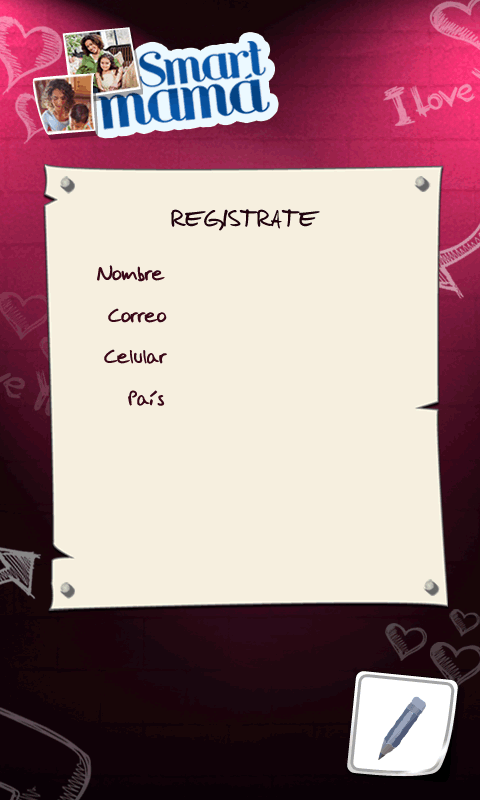 Smart
mamá
I love
REGISTRATE
Nombre
Correo
Celular
País